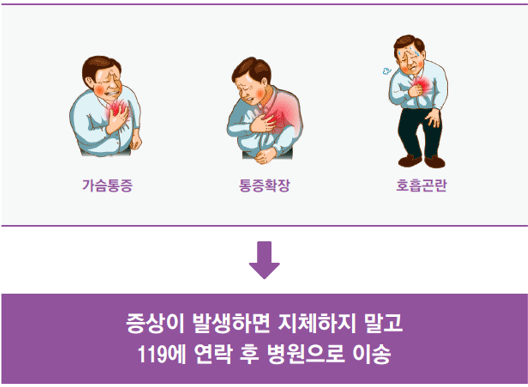 가슴통증 통증확장 호흡곤란
증상이 발생하면 지체하지 말고
119에 연락 후 병원으로 이송